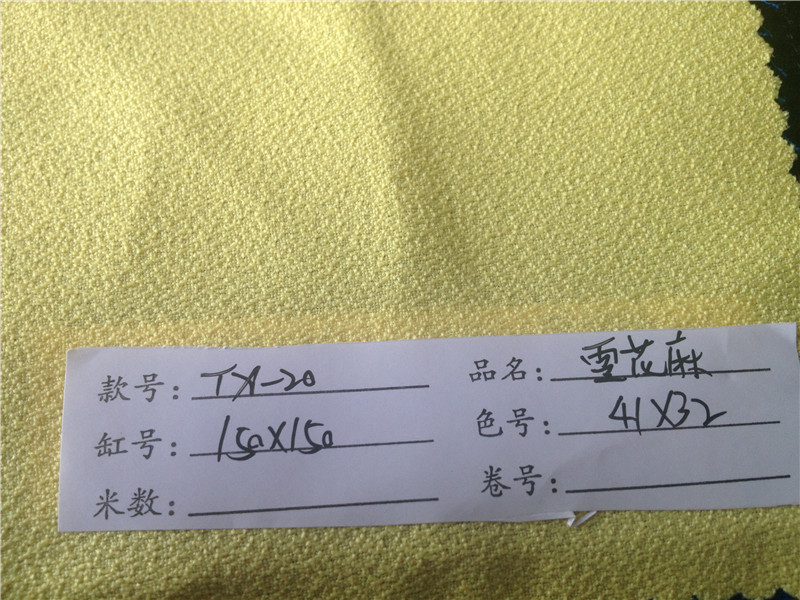 款号: TX-20 品名: 雪花麻
缸号: 150X150 色号: 41X32
米数: 卷号: